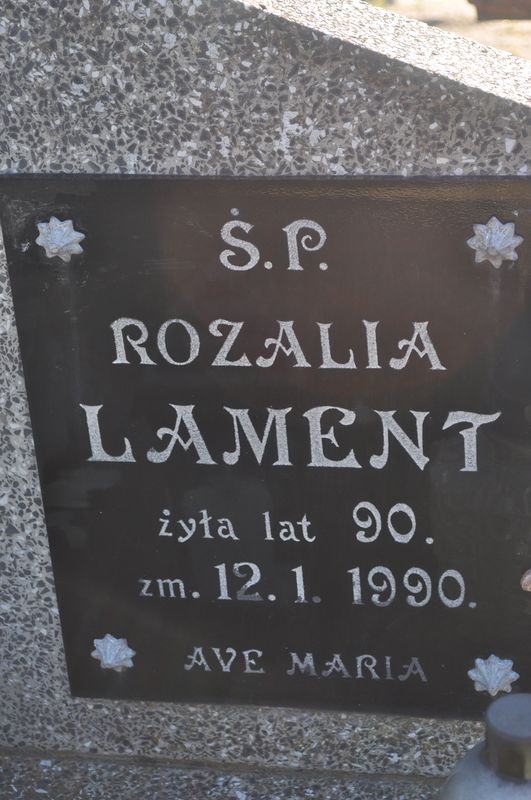 Ś.P.
ROZALIA
LAMENT
żyła lat 90.
zm. 12. 1. 1990.
AVE MARIA